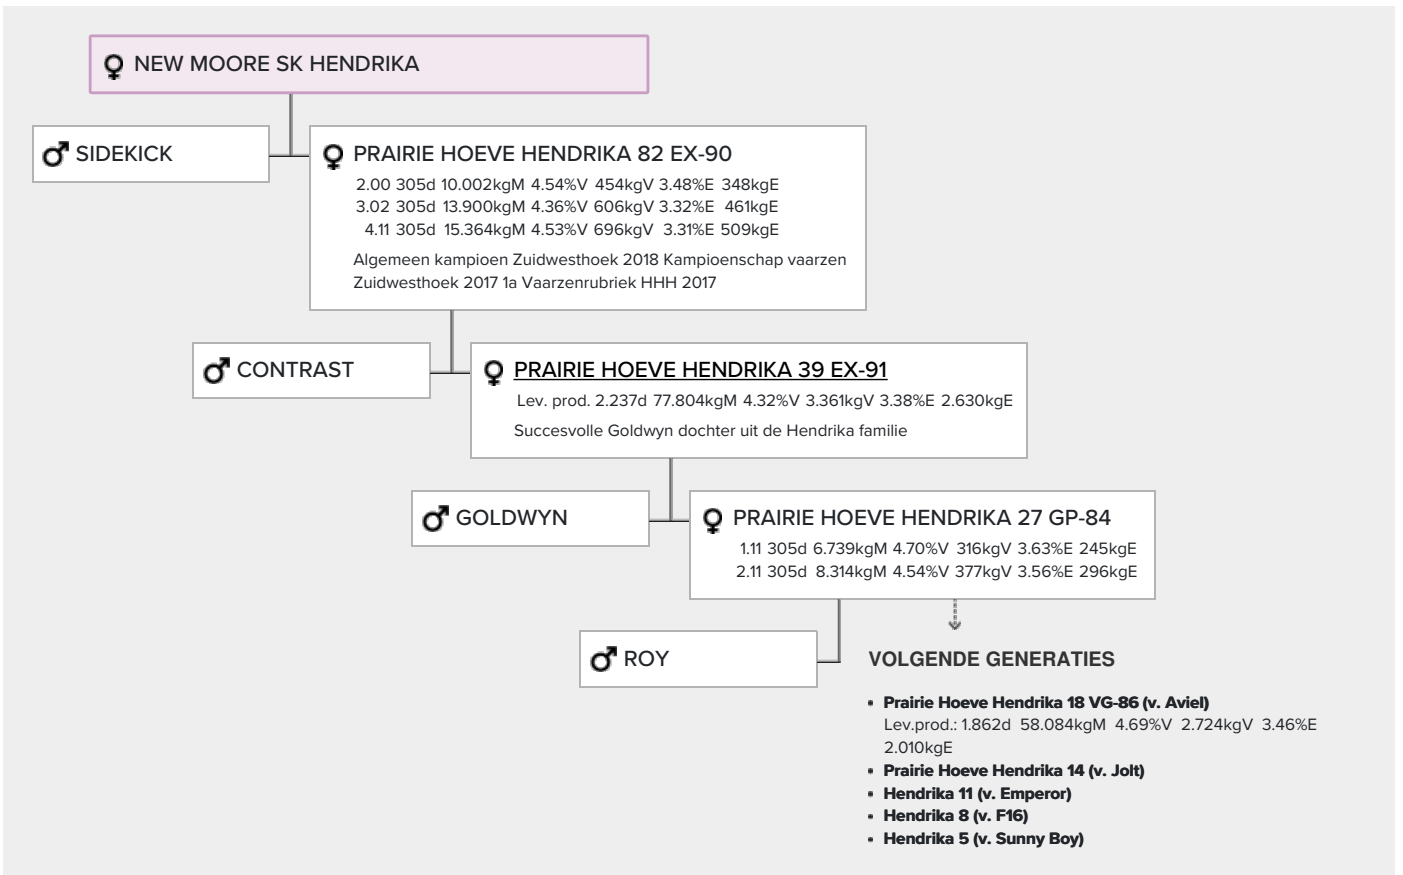 NEW MOORE SK HENDRIKA
SIDEKICK
PRAIRIE HOEVE HENDRIKA 82 EX-90
2.00 305d 10.002kgM 4.54%V 454kgV 3.48%E 348kgE
3.02 305d 13.900kgM 4.36%V 606kgV 3.32%E 461kgE
4.11 305d 15.364kgM 4.53%V 696kgV 3.31%E 509kgE
Algemeen kampioen Zuidwesthoek 2018 Kampioenschap vaarzen
Zuidwesthoek 2017 1a Vaarzenrubriek HHH 2017
CONTRAST
PRAIRIE HOEVE HENDRIKA 39 EX-91
Lev. prod. 2.237d 77.804kgM 4.32%V 3.361kgV 3.38%E 2.630kgE
Succesvolle Goldwyn dochter uit de Hendrika familie
GOLDWYN
PRAIRIE HOEVE HENDRIKA 27 GP-84
1.11 305d 6.739kgM 4.70%V 316kgV 3.63%E 245kgE
2.11 305d 8.314kgM 4.54%V 377kgV 3.56%E 296kgE
ROY
VOLGENDE GENERATIES
• Prairie Hoeve Hendrika 18 VG-86 (v. Aviel)
Lev.prod.: 1.862d 58.084kgM 4.69%V 2.724kgV 3.46%E
2.010kgE
• Prairie Hoeve Hendrika 14 (v. Jolt)
• Hendrika 11 (v. Emperor)
• Hendrika 8 (v. F16)
• Hendrika 5 (v. Sunny Boy)